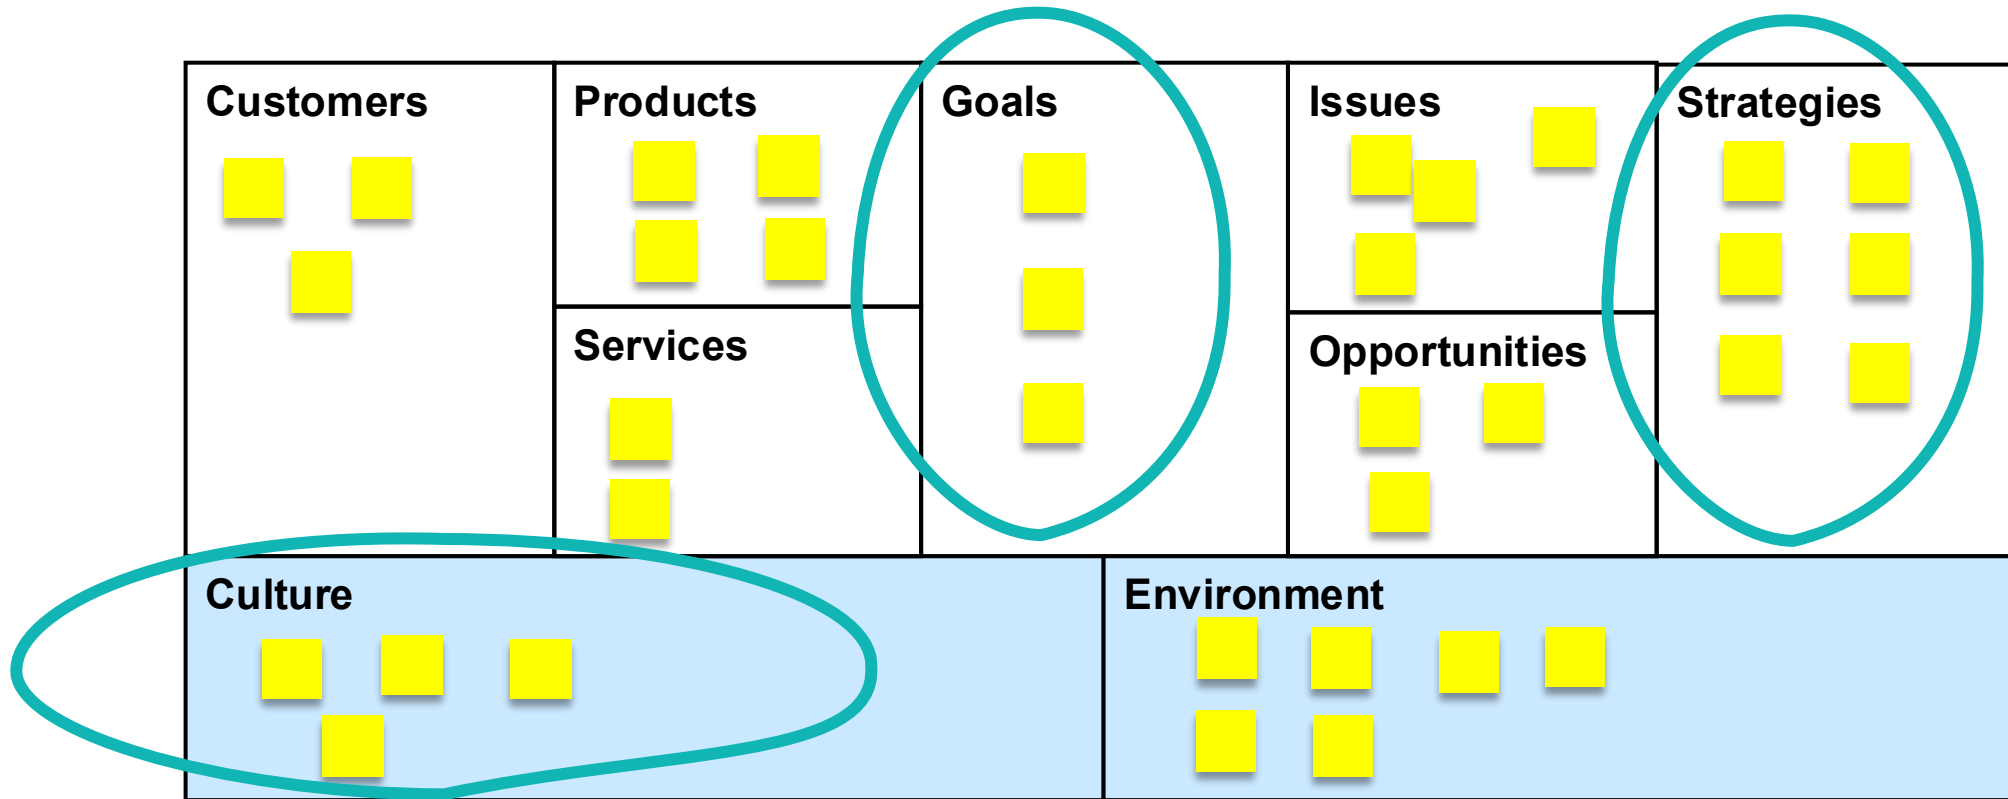 Customers
Products
Goals
Issues
Strategies
Services
Opportunities
Culture
Environment